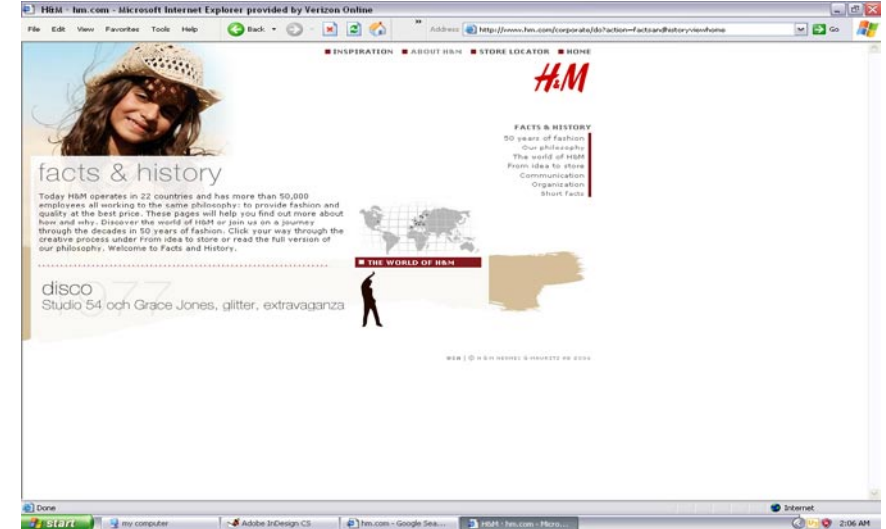 H&M - hm.com - Microsoft Internet Explorer provided by Verizon Online
File Edit View Favorites Tools Help Back Address http://www.hm.com/corporate/do?action=factsandhistoryviewhome Go
INSPIRATION ABOUT H&M STORE LOCATOR HOME
H&M
FACTS & HISTORY
50 years of fashion
Our philosophy
The world of H&M
From idea to store
Communication
Organization
Short facts
facts & history
Today H&M operates in 22 countries and has more than 50,000
employees all working to the same philosophy: to provide fashion and
quality at the best price. These pages will help you find out more about
how and why. Discover the world of H&M or join us on a journey
through the decades in 50 years of fashion. Click your way through the
creative process under From idea to store or read the full version of
our philosophy. Welcome to Facts and History.
THE WORLD OF H&M
1977
disco
Studio 54 och Grace Jones, glitter, extravaganza
© H & M HENNES & MAURITZ AB
Done Internet
start my computer Adobe InDesign CS hm.com - Google Sea... H&M - hm.com - Micro... 2:06 AM